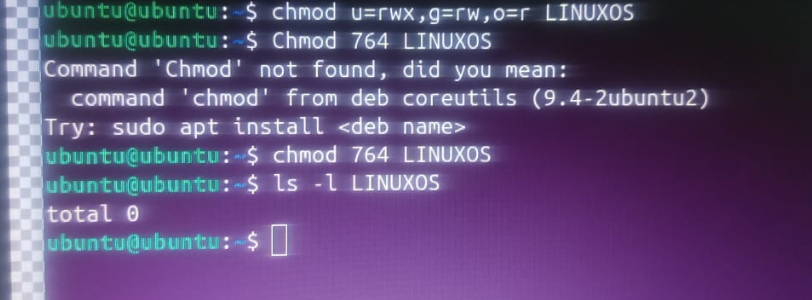 ubuntu@ubuntu:~$ chmod u=rwx,g=rw,o=r LINUXOS
ubuntu@ubuntu:~$ Chmod 764 LINUXOS
Command 'Chmod' not found, did you mean:
  command 'chmod' from deb coreutils (9.4-2ubuntu2)
Try: sudo apt install <deb name>
ubuntu@ubuntu:~$ chmod 764 LINUXOS
ubuntu@ubuntu:~$ ls -l LINUXOS
total 0
ubuntu@ubuntu:~$